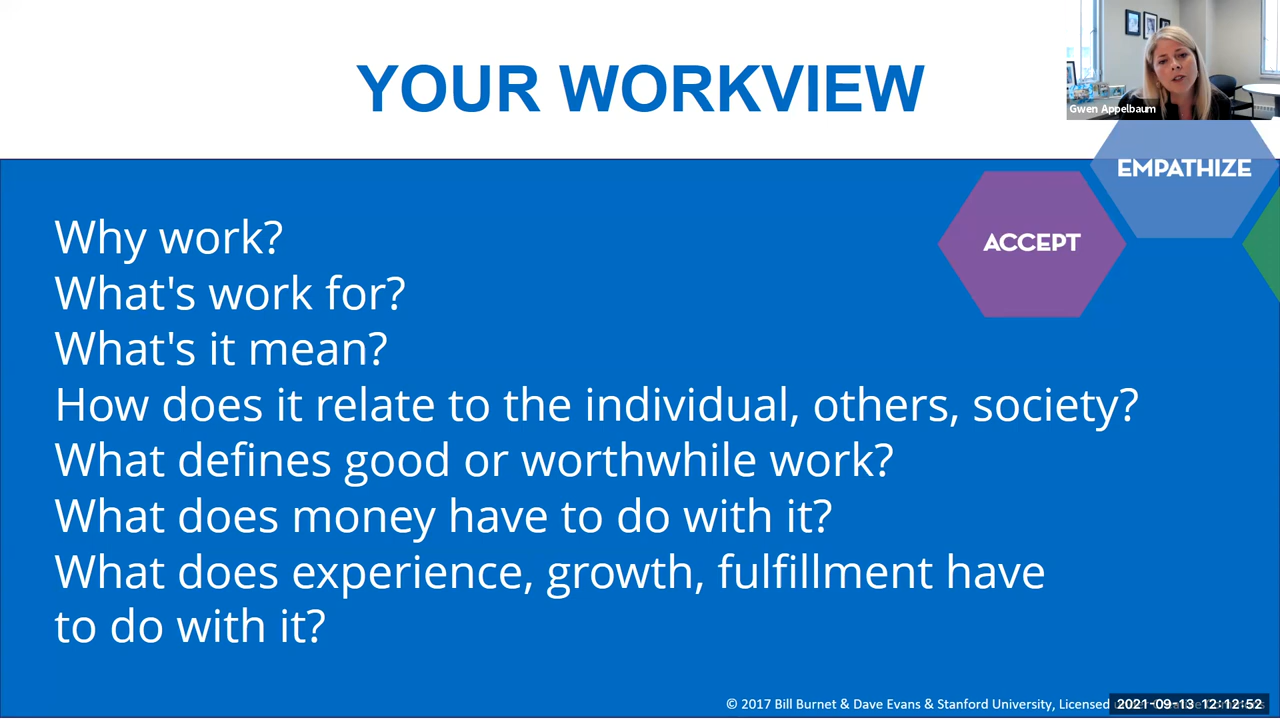 YOUR WORKVIEW
Gwen Appelbaum
EMPATHIZE
ACCEPT
Why work?
What's work for?
What's it mean?
How does it relate to the individual, others, society?
What defines good or worthwhile work?
What does money have to do with it?
What does experience, growth, fulfillment have
to do with it?
© 2017 Bill Burnet & Dave Evans & Stanford University, Licensed
2021-09-13 12:12:52